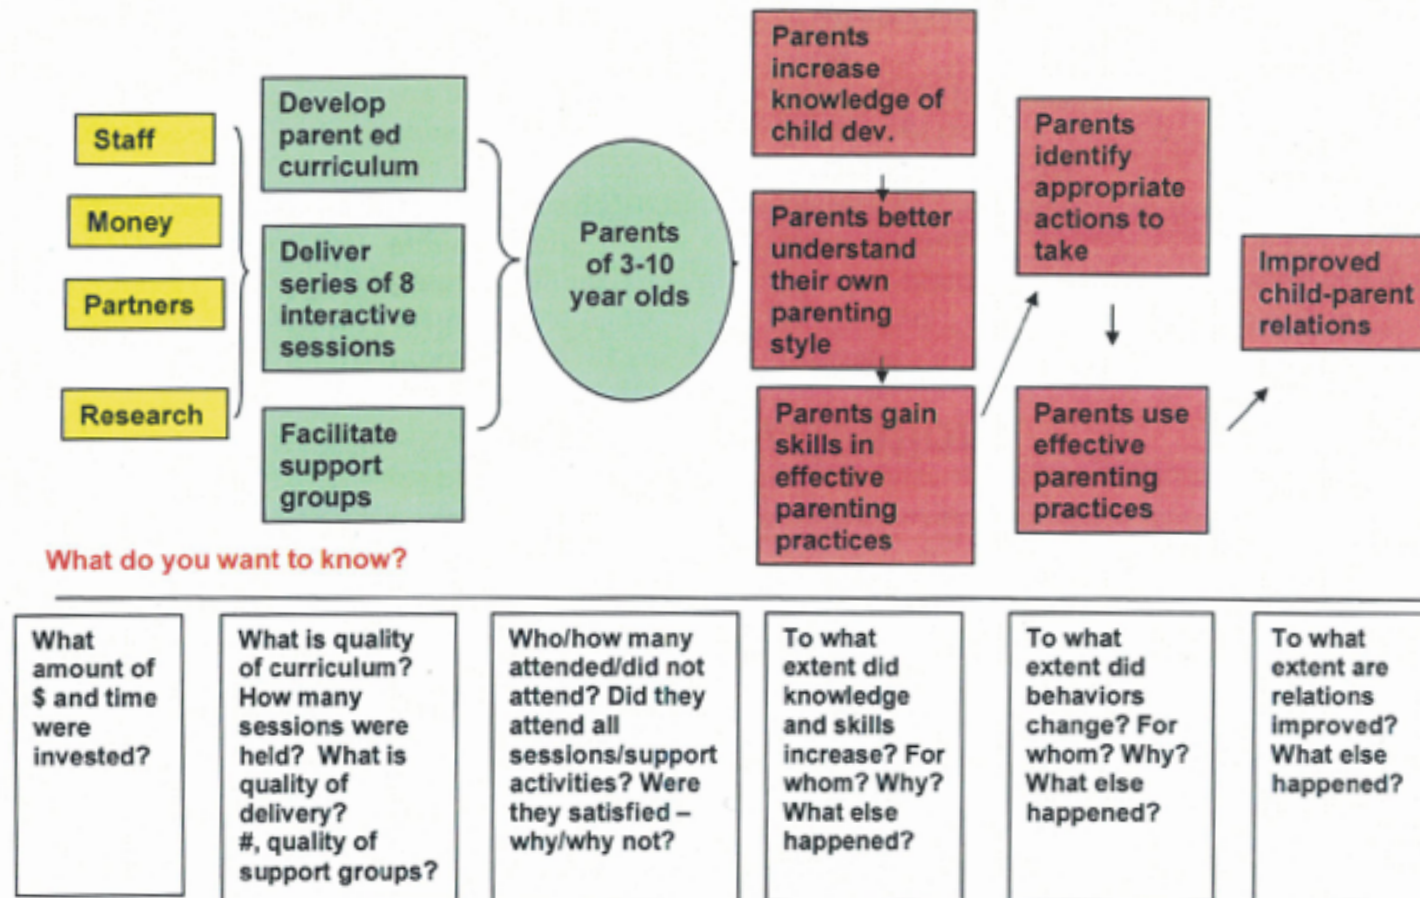 Staff
Money
Partners
Research
Develop
parent ed
curriculum
Deliver
series of 8
interactive
sessions
Facilitate
support
groups
Parents
of 3-10
year olds
Parents
increase
knowledge of
child dev.
Parents better
understand
their own
parenting
style
Parents gain
skills in
effective
parenting
practices
Parents
identify
appropriate
actions to
take
Parents use
effective
parenting
practices
Improved
child-parent
relations
What do you want to know?
What
amount of
$ and time
were
invested?
What is quality
of curriculum?
How many
sessions were
held? What is
quality of
delivery?
#, quality of
support groups?
Who/how many
attended/did not
attend? Did they
attend all
sessions/support
activities? Were
they satisfied –
why/why not?
To what
extent did
knowledge
and skills
increase? For
whom? Why?
What else
happened?
To what
extent did
behaviors
change? For
whom? Why?
What else
happened?
To what
extent are
relations
improved?
What else
happened?